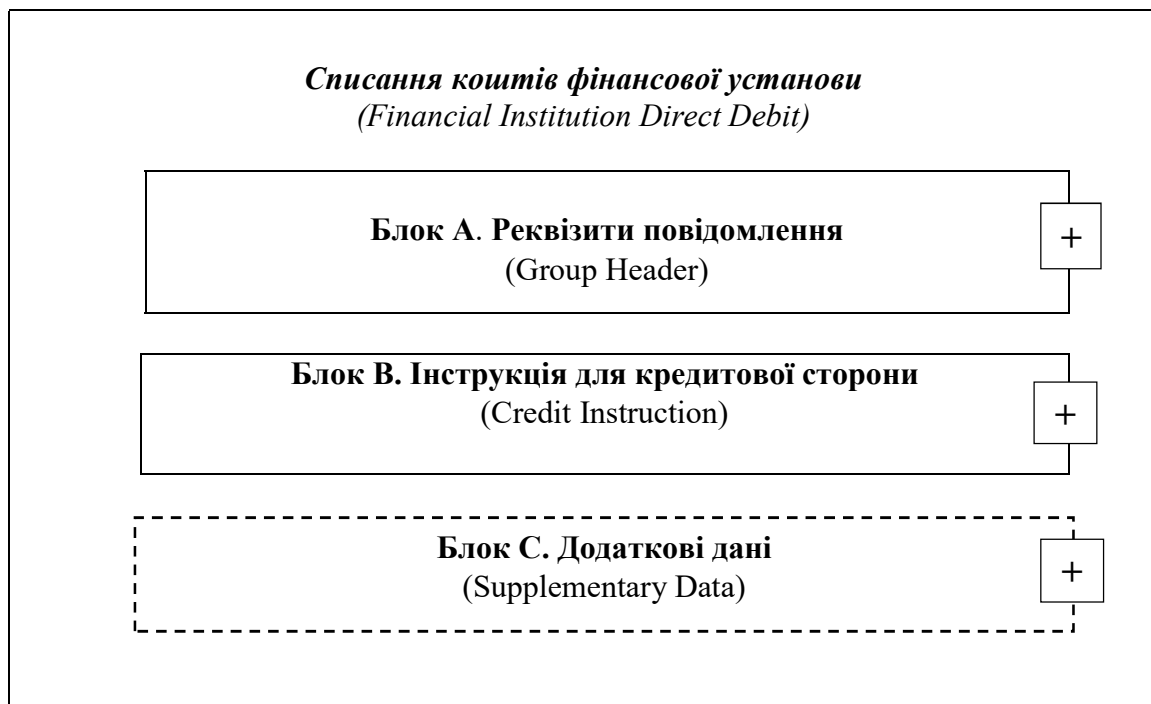 Списання коштів фінансової установи
(Financial Institution Direct Debit)
Блок А. Реквізити повідомлення
(Group Header)
+
Блок В. Інструкція для кредитової сторони
(Credit Instruction)
+
Блок С. Додаткові дані
(Supplementary Data)
+